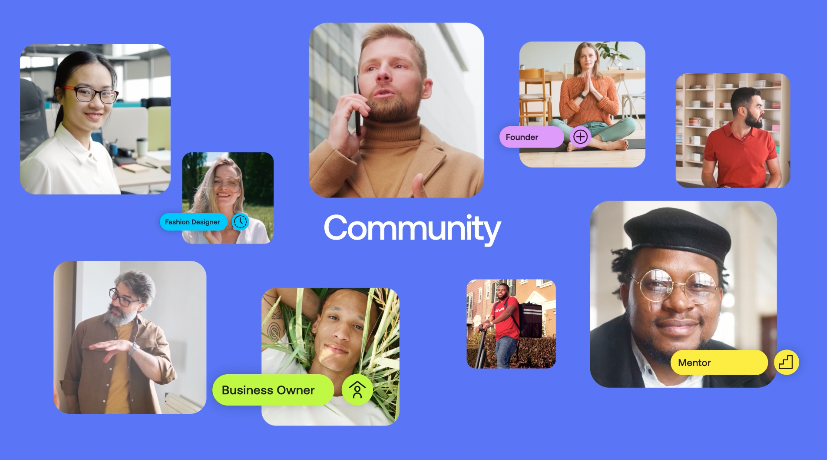 Founder
Fashion Designer
Community
Mentor
Business Owner